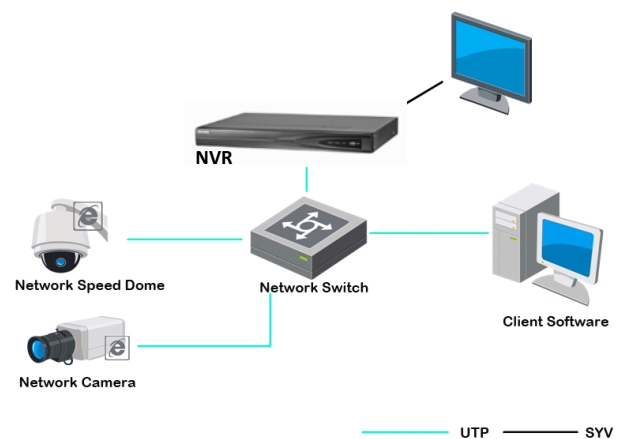 NVR
Network Speed Dome
Network Switch
Client Software
Network Camera
UTP
SYV